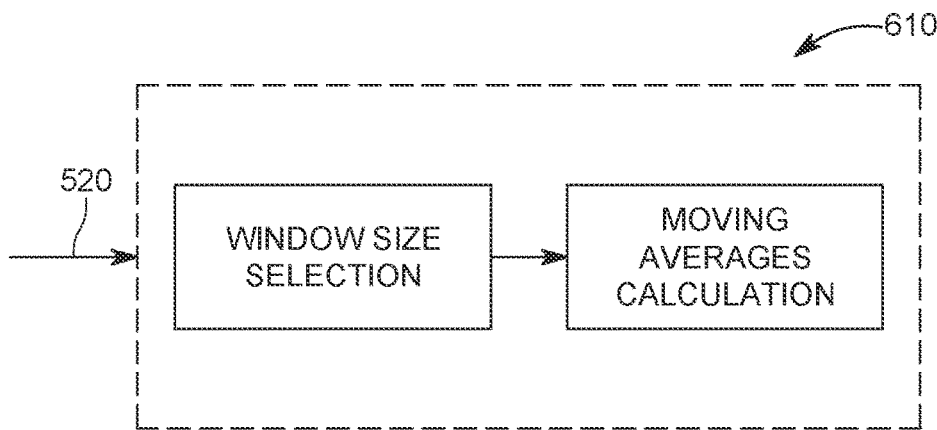 610
520
WINDOW SIZE
SELECTION
MOVING
AVERAGES
CALCULATION